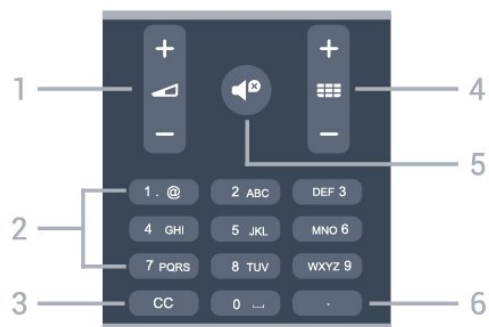 + +
1 4
- -
5
1 . @ 2 ABC DEF 3
2 4 GHI 5 JKL MNO 6
7 PQRS 8 TUV WXYZ 9
3 CC 0 ⎵ . 6